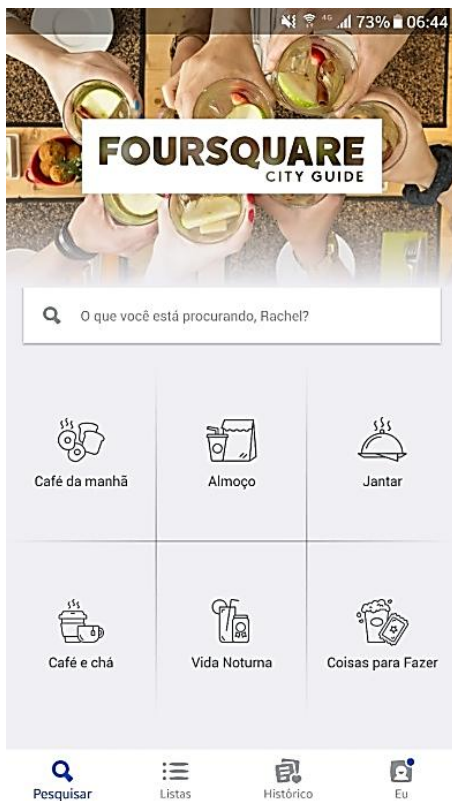 4G 73% 06:44
FOURSQUARE
CITY GUIDE
O que você está procurando, Rachel?
Café da manhã
Almoço
Jantar
Café e chá
Vida Noturna
Coisas para Fazer
Pesquisar
Listas
Histórico
Eu